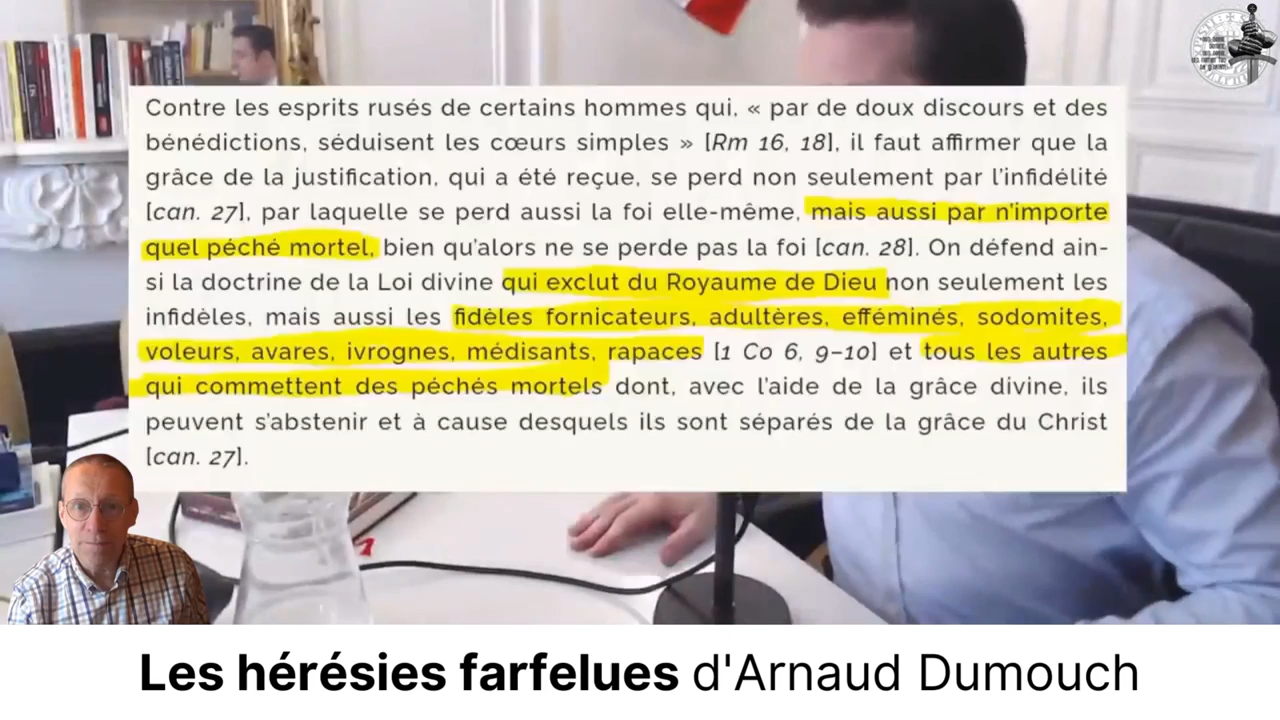 Contre les esprits rusés de certains hommes qui, « par de doux discours et des
bénédictions, séduisent les cœurs simples » [Rm 16, 18], il faut affirmer que la
grâce de la justification, qui a été reçue, se perd non seulement par l'infidélité
[can. 27], par laquelle se perd aussi la foi elle-même, mais aussi par n'importe
quel péché mortel, bien qu'alors ne se perde pas la foi [can. 28]. On défend ain-
si la doctrine de la Loi divine qui exclut du Royaume de Dieu non seulement les
infidèles, mais aussi les fidèles fornicateurs, adultères, efféminés, sodomites,
voleurs, avares, ivrognes, médisants, rapaces [1 Co 6, 9–10] et tous les autres
qui commettent des péchés mortels dont, avec l'aide de la grâce divine, ils
peuvent s'abstenir et à cause desquels ils sont séparés de la grâce du Christ
[can. 27].
Les hérésies farfelues d'Arnaud Dumouch